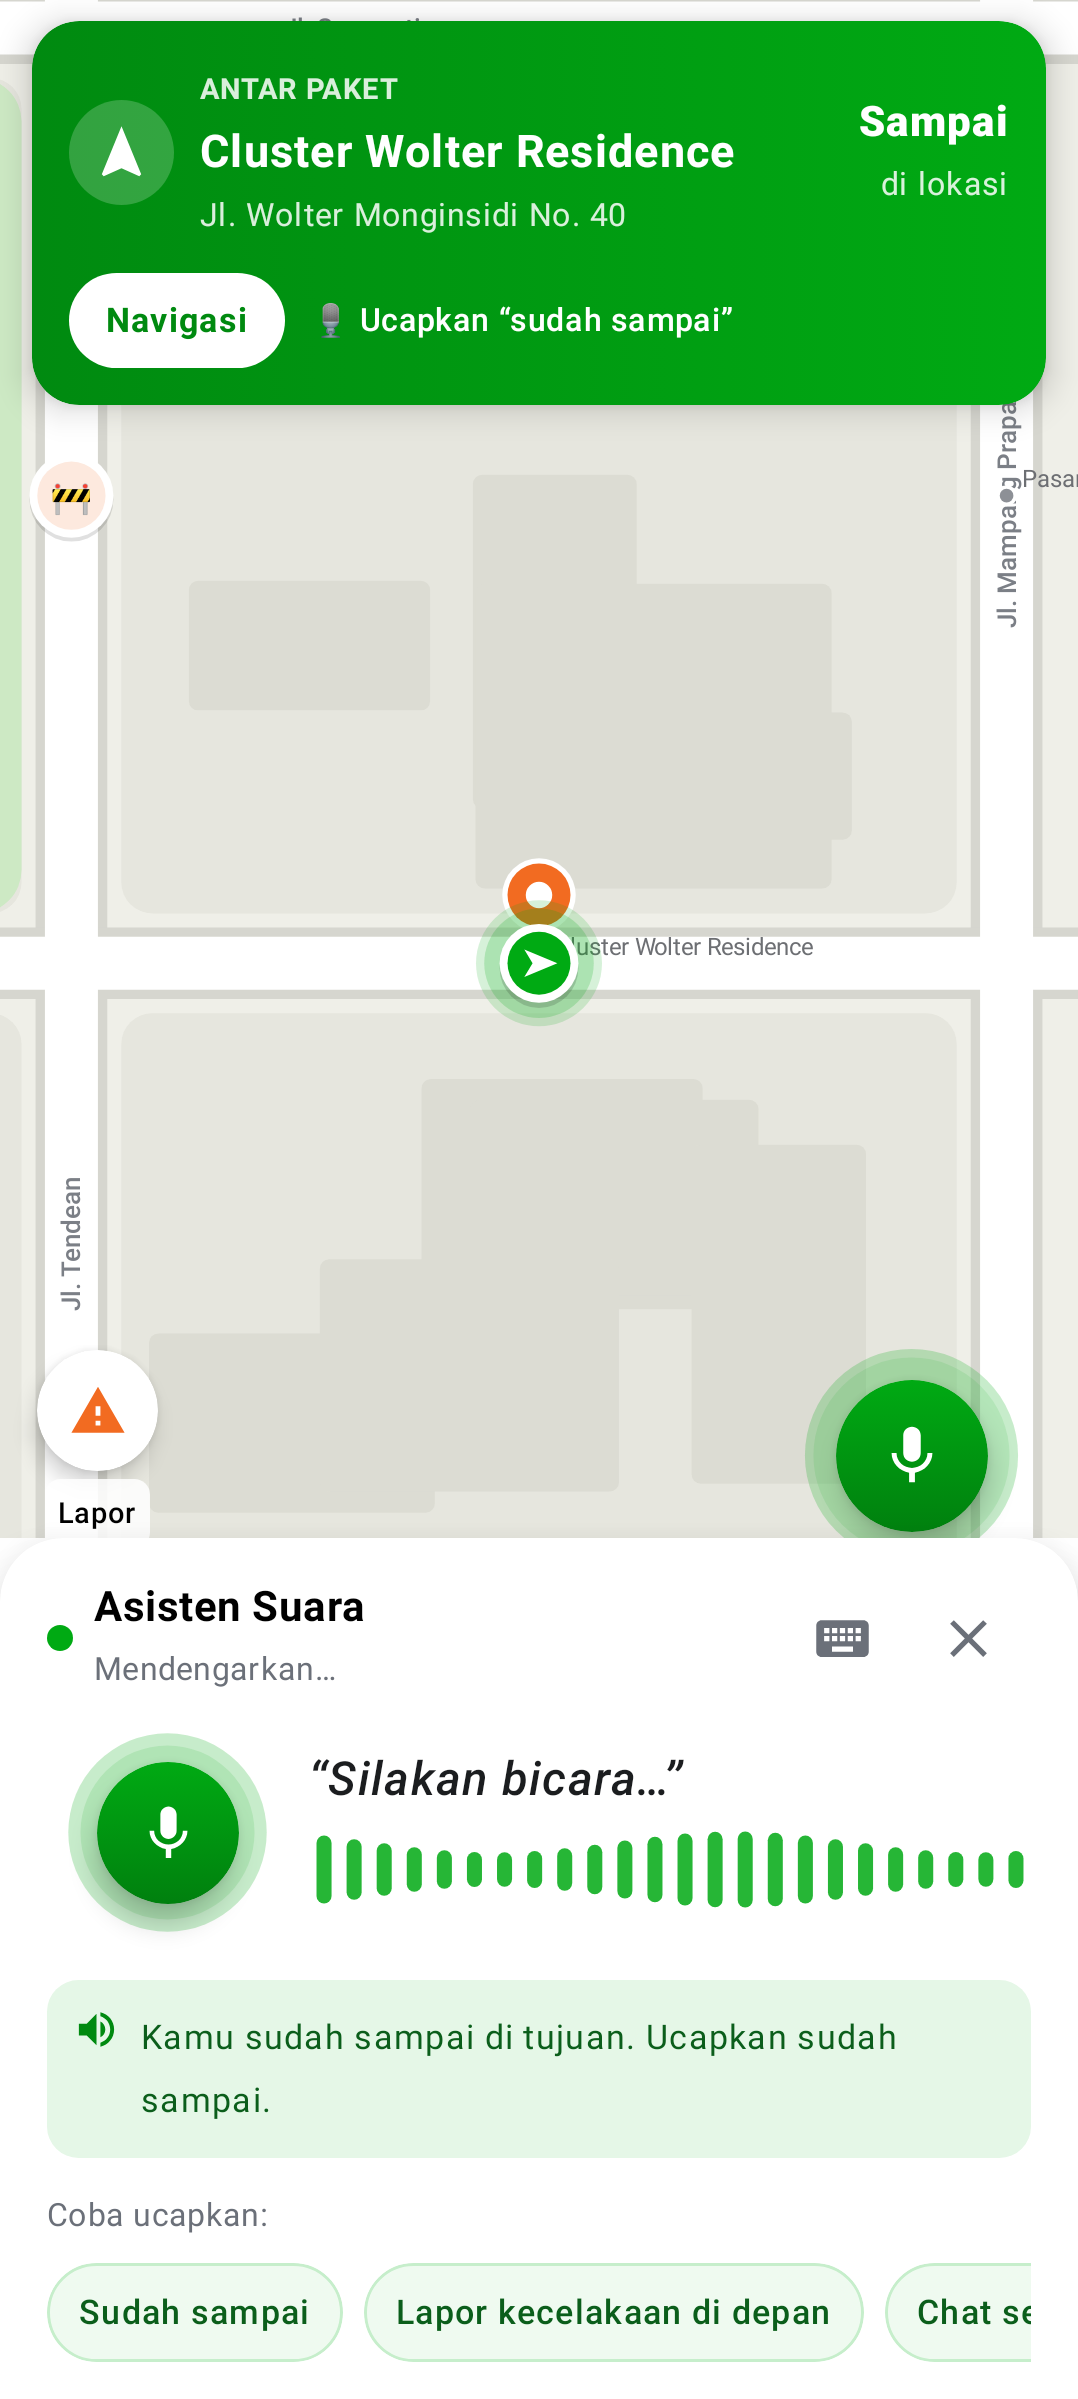 ANTAR PAKET
Cluster Wolter Residence
Jl. Wolter Monginsidi No. 40
Sampai
di lokasi
Navigasi
Ucapkan “sudah sampai”
Jl.
Pasar
Jl. Mampang
luster Wolter Residence
Jl. Tendean
Lapor
Asisten Suara
Mendengarkan…
“Silakan bicara…”
Kamu sudah sampai di tujuan. Ucapkan sudah
sampai.
Coba ucapkan:
Sudah sampai
Lapor kecelakaan di depan
Chat se